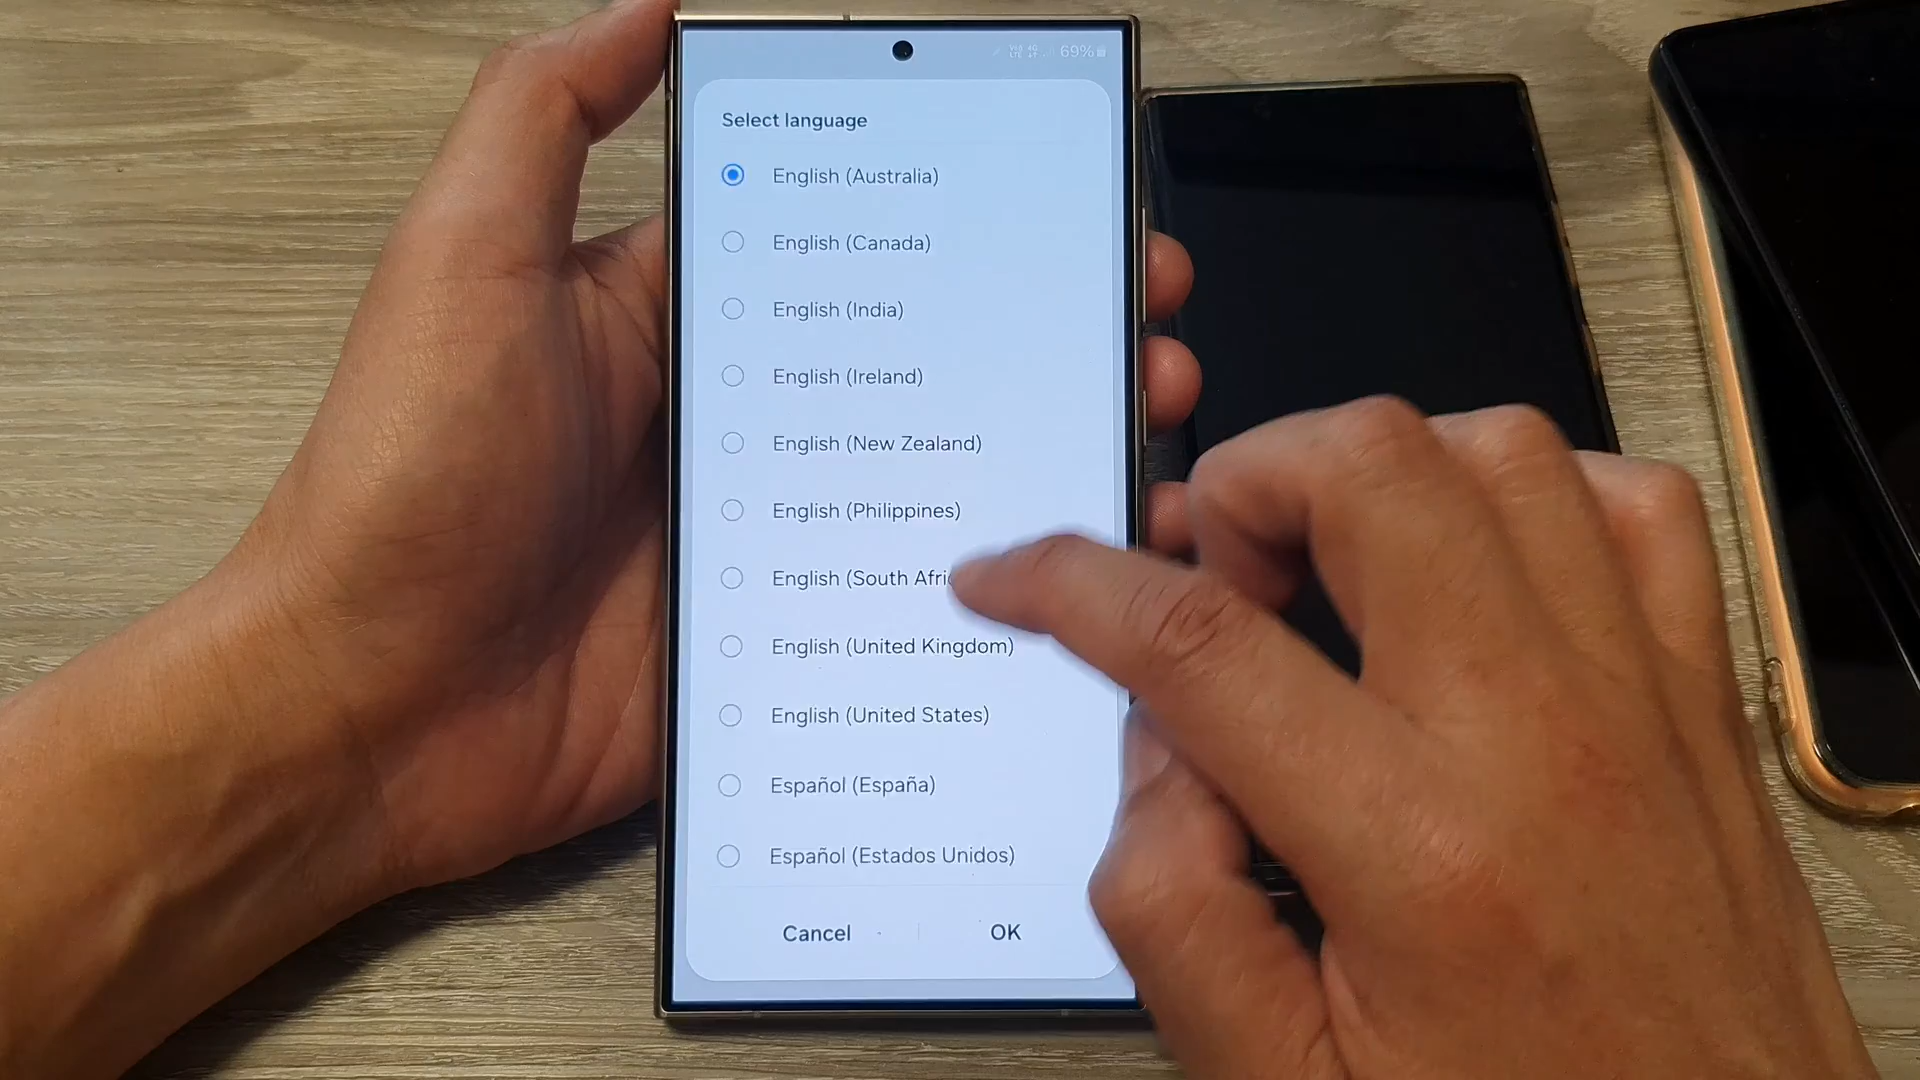 69%
Select language
English (Australia)
English (Canada)
English (India)
English (Ireland)
English (New Zealand)
English (Philippines)
English (South Afri
English (United Kingdom)
English (United States)
Español (España)
Español (Estados Unidos)
Cancel
OK